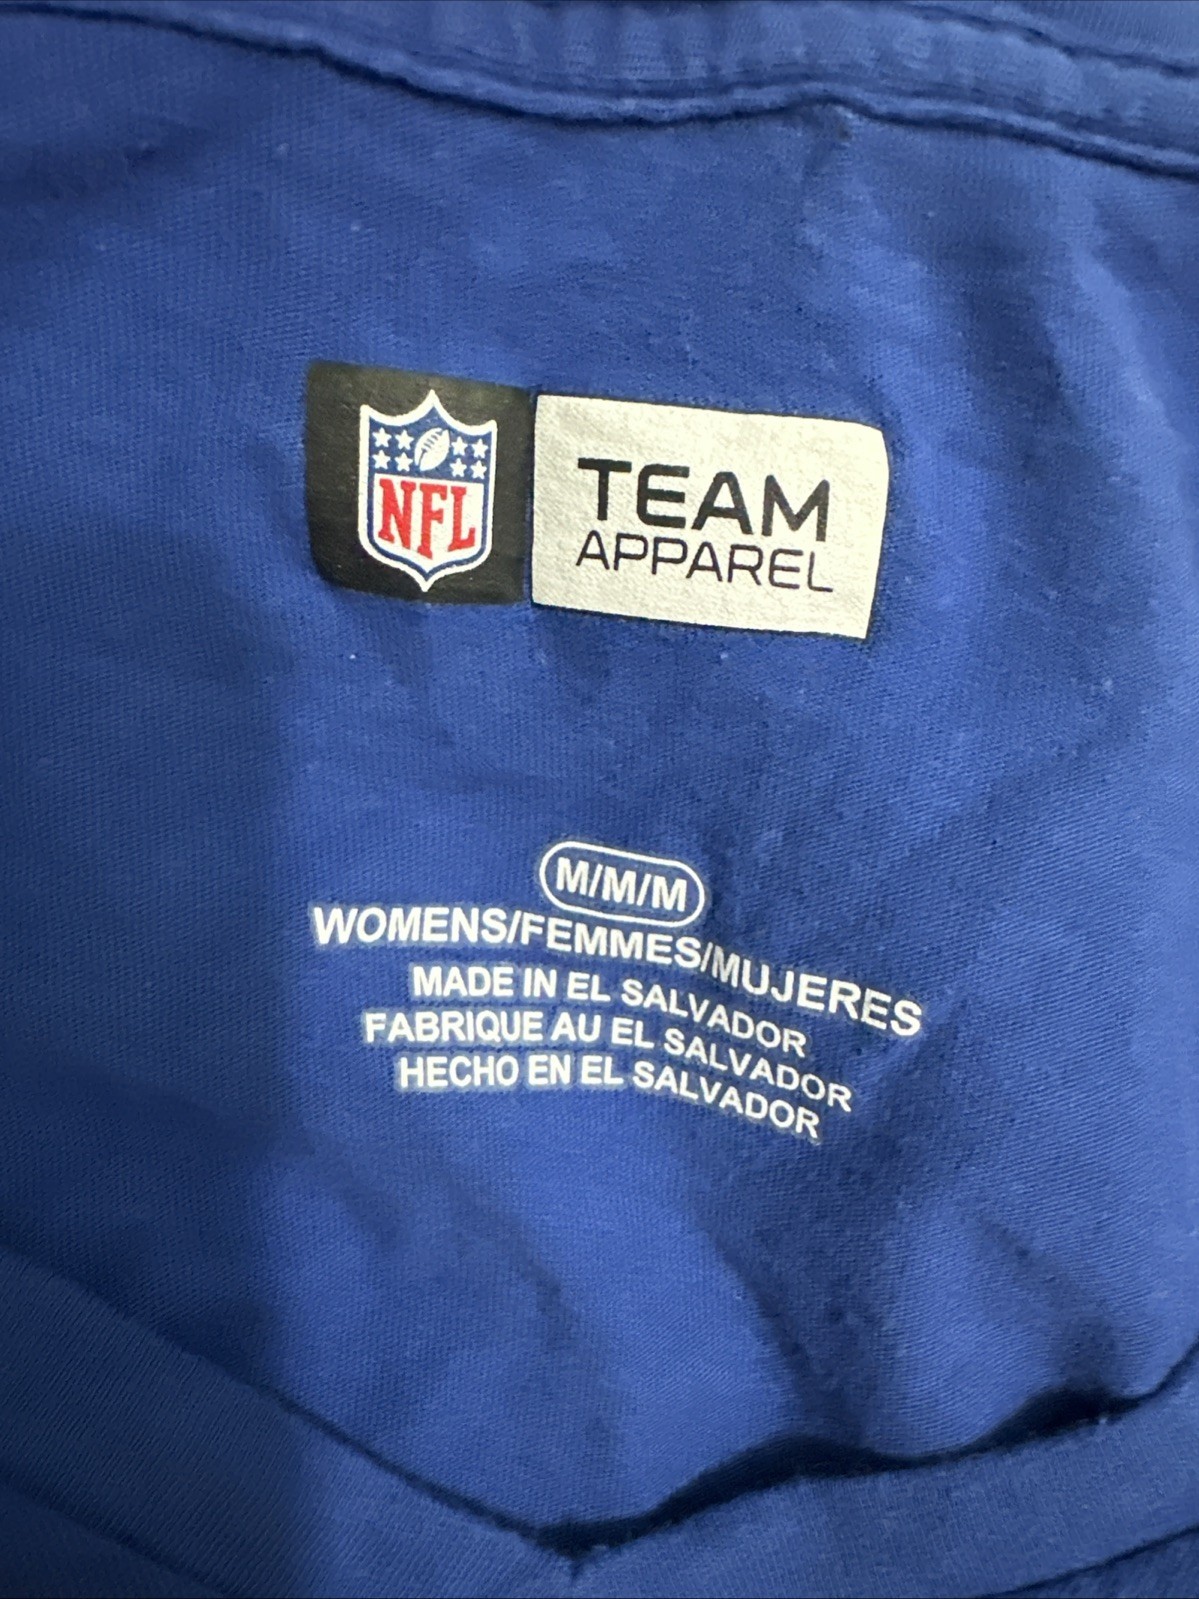 NFL
TEAM
APPAREL
M/M/M
WOMENS/FEMMES/MUJERES
MADE IN EL SALVADOR
FABRIQUE AU EL SALVADOR
HECHO EN EL SALVADOR